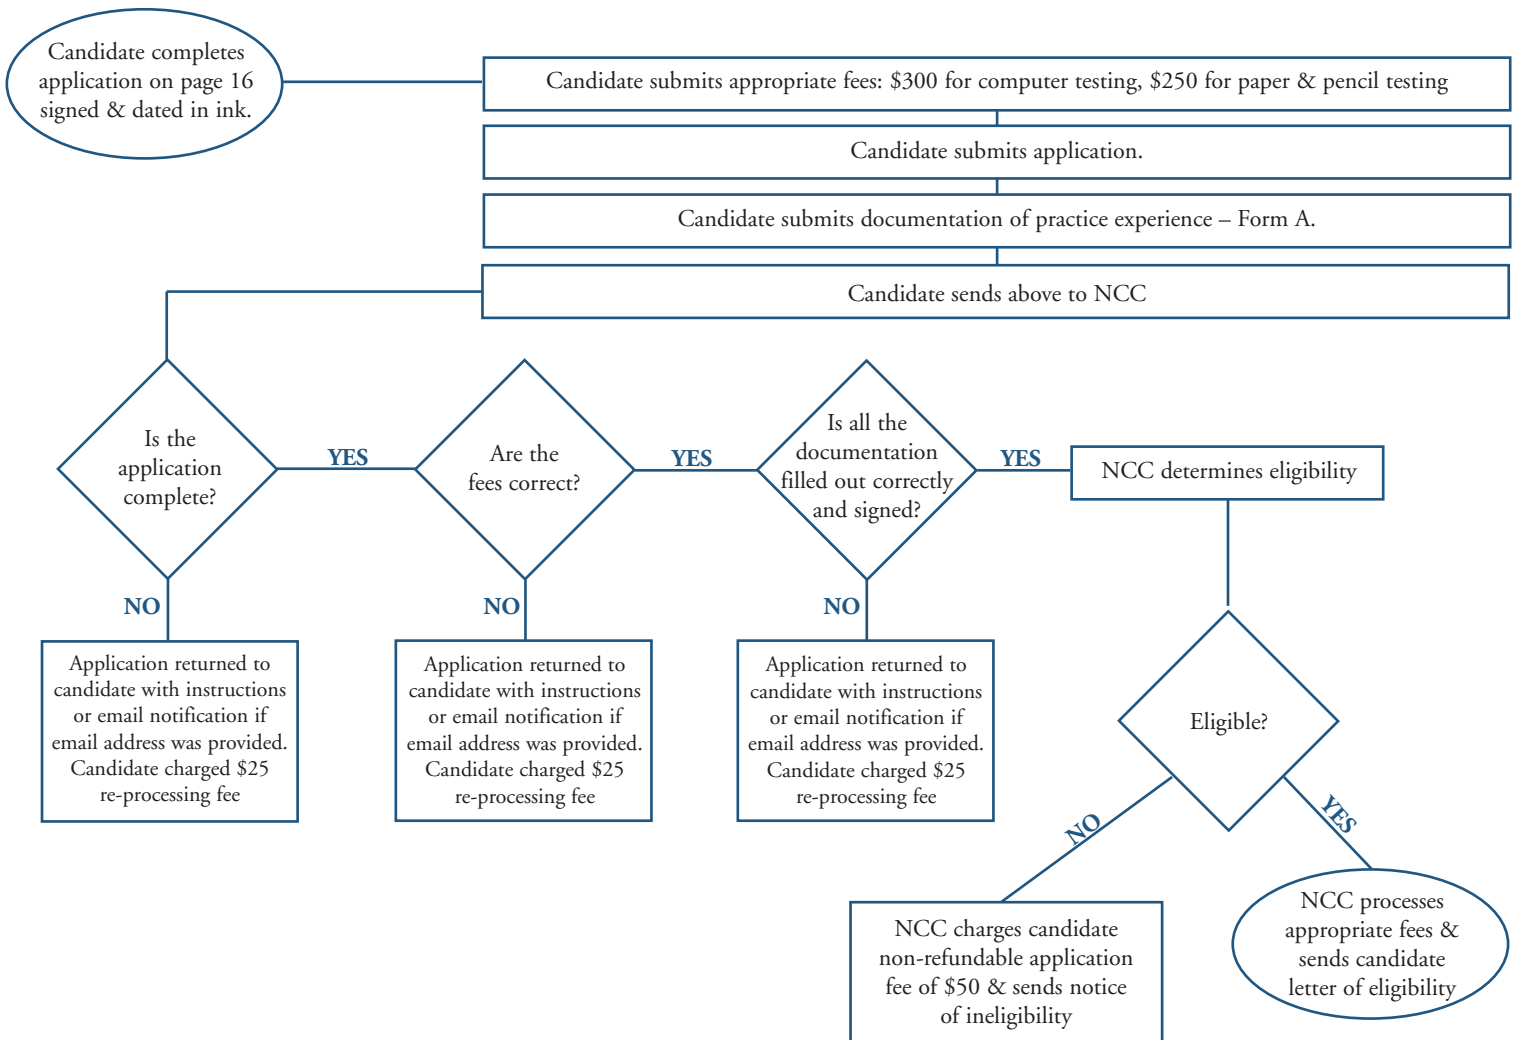 Candidate completes
application on page 16
signed & dated in ink.
Candidate submits appropriate fees: $300 for computer testing, $250 for paper & pencil testing
Candidate submits application.
Candidate submits documentation of practice experience – Form A.
Candidate sends above to NCC
Is the
application
complete?
YES
Are the
fees correct?
YES
Is all the
documentation
filled out correctly
and signed?
YES
NCC determines eligibility
NO
NO
NO
Application returned to
candidate with instructions
or email notification if
email address was provided.
Candidate charged $25
re-processing fee
Application returned to
candidate with instructions
or email notification if
email address was provided.
Candidate charged $25
re-processing fee
Application returned to
candidate with instructions
or email notification if
email address was provided.
Candidate charged $25
re-processing fee
Eligible?
NO
YES
NCC charges candidate
non-refundable application
fee of $50 & sends notice
of ineligibility
NCC processes
appropriate fees &
sends candidate
letter of eligibility